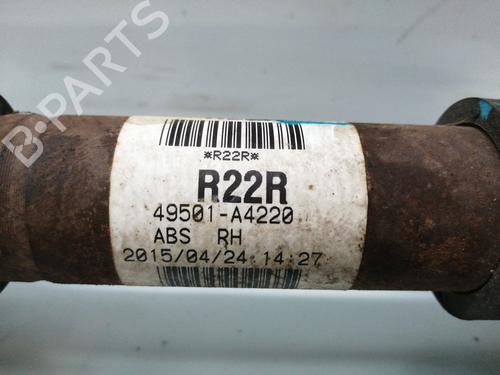 B-PARTS
*R22R*
R22R
49501-A4220
ABS RH
2015/04/24 14:27